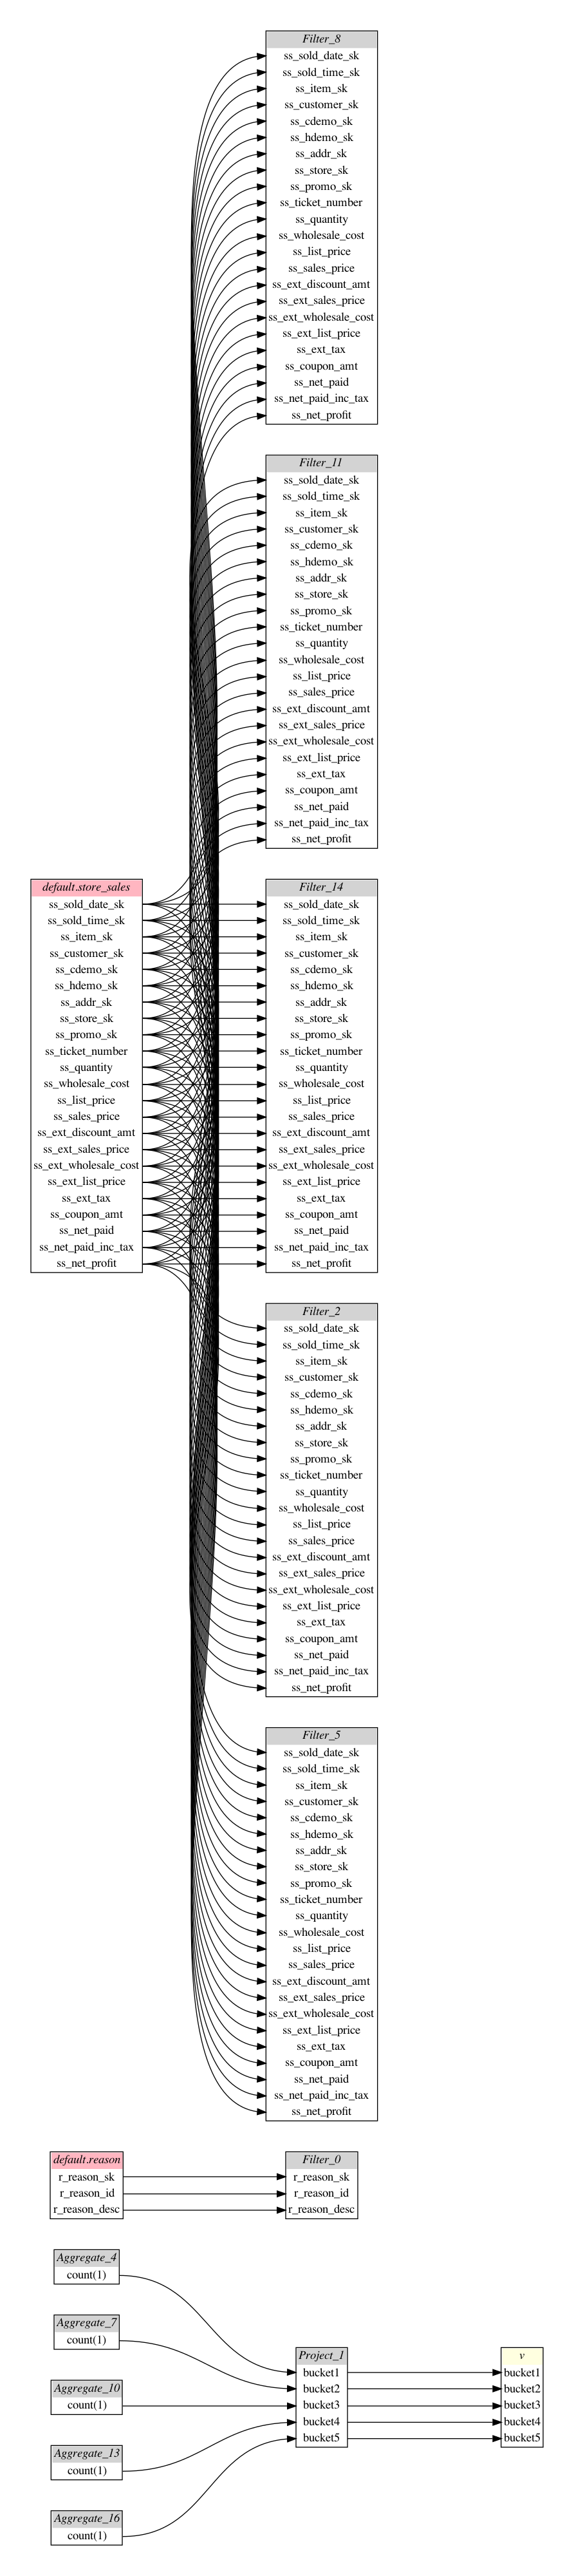 Filter_8
ss_sold_date_sk
ss_sold_time_sk
ss_item_sk
ss_customer_sk
ss_cdemo_sk
ss_hdemo_sk
ss_addr_sk
ss_store_sk
ss_promo_sk
ss_ticket_number
ss_quantity
ss_wholesale_cost
ss_list_price
ss_sales_price
ss_ext_discount_amt
ss_ext_sales_price
ss_ext_wholesale_cost
ss_ext_list_price
ss_ext_tax
ss_coupon_amt
ss_net_paid
ss_net_paid_inc_tax
ss_net_profit
Filter_11
ss_sold_date_sk
ss_sold_time_sk
ss_item_sk
ss_customer_sk
ss_cdemo_sk
ss_hdemo_sk
ss_addr_sk
ss_store_sk
ss_promo_sk
ss_ticket_number
ss_quantity
ss_wholesale_cost
ss_list_price
ss_sales_price
ss_ext_discount_amt
ss_ext_sales_price
ss_ext_wholesale_cost
ss_ext_list_price
ss_ext_tax
ss_coupon_amt
ss_net_paid
ss_net_paid_inc_tax
ss_net_profit
default.store_sales
ss_sold_date_sk
ss_sold_time_sk
ss_item_sk
ss_customer_sk
ss_cdemo_sk
ss_hdemo_sk
ss_addr_sk
ss_store_sk
ss_promo_sk
ss_ticket_number
ss_quantity
ss_wholesale_cost
ss_list_price
ss_sales_price
ss_ext_discount_amt
ss_ext_sales_price
ss_ext_wholesale_cost
ss_ext_list_price
ss_ext_tax
ss_coupon_amt
ss_net_paid
ss_net_paid_inc_tax
ss_net_profit
Filter_14
ss_sold_date_sk
ss_sold_time_sk
ss_item_sk
ss_customer_sk
ss_cdemo_sk
ss_hdemo_sk
ss_addr_sk
ss_store_sk
ss_promo_sk
ss_ticket_number
ss_quantity
ss_wholesale_cost
ss_list_price
ss_sales_price
ss_ext_discount_amt
ss_ext_sales_price
ss_ext_wholesale_cost
ss_ext_list_price
ss_ext_tax
ss_coupon_amt
ss_net_paid
ss_net_paid_inc_tax
ss_net_profit
Filter_2
ss_sold_date_sk
ss_sold_time_sk
ss_item_sk
ss_customer_sk
ss_cdemo_sk
ss_hdemo_sk
ss_addr_sk
ss_store_sk
ss_promo_sk
ss_ticket_number
ss_quantity
ss_wholesale_cost
ss_list_price
ss_sales_price
ss_ext_discount_amt
ss_ext_sales_price
ss_ext_wholesale_cost
ss_ext_list_price
ss_ext_tax
ss_coupon_amt
ss_net_paid
ss_net_paid_inc_tax
ss_net_profit
Filter_5
ss_sold_date_sk
ss_sold_time_sk
ss_item_sk
ss_customer_sk
ss_cdemo_sk
ss_hdemo_sk
ss_addr_sk
ss_store_sk
ss_promo_sk
ss_ticket_number
ss_quantity
ss_wholesale_cost
ss_list_price
ss_sales_price
ss_ext_discount_amt
ss_ext_sales_price
ss_ext_wholesale_cost
ss_ext_list_price
ss_ext_tax
ss_coupon_amt
ss_net_paid
ss_net_paid_inc_tax
ss_net_profit
default.reason
r_reason_sk
r_reason_id
r_reason_desc
Filter_0
r_reason_sk
r_reason_id
r_reason_desc
Aggregate_4
count(1)
Aggregate_7
count(1)
Aggregate_10
count(1)
Aggregate_13
count(1)
Aggregate_16
count(1)
Project_1
bucket1
bucket2
bucket3
bucket4
bucket5
v
bucket1
bucket2
bucket3
bucket4
bucket5